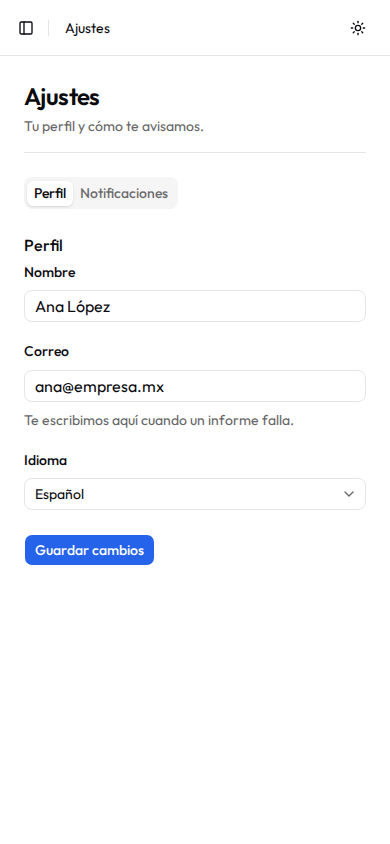 Ajustes
Ajustes
Tu perfil y cómo te avisamos.
Perfil
Notificaciones
Perfil
Nombre
Ana López
Correo
ana@empresa.mx
Te escribimos aquí cuando un informe falla.
Idioma
Español
Guardar cambios